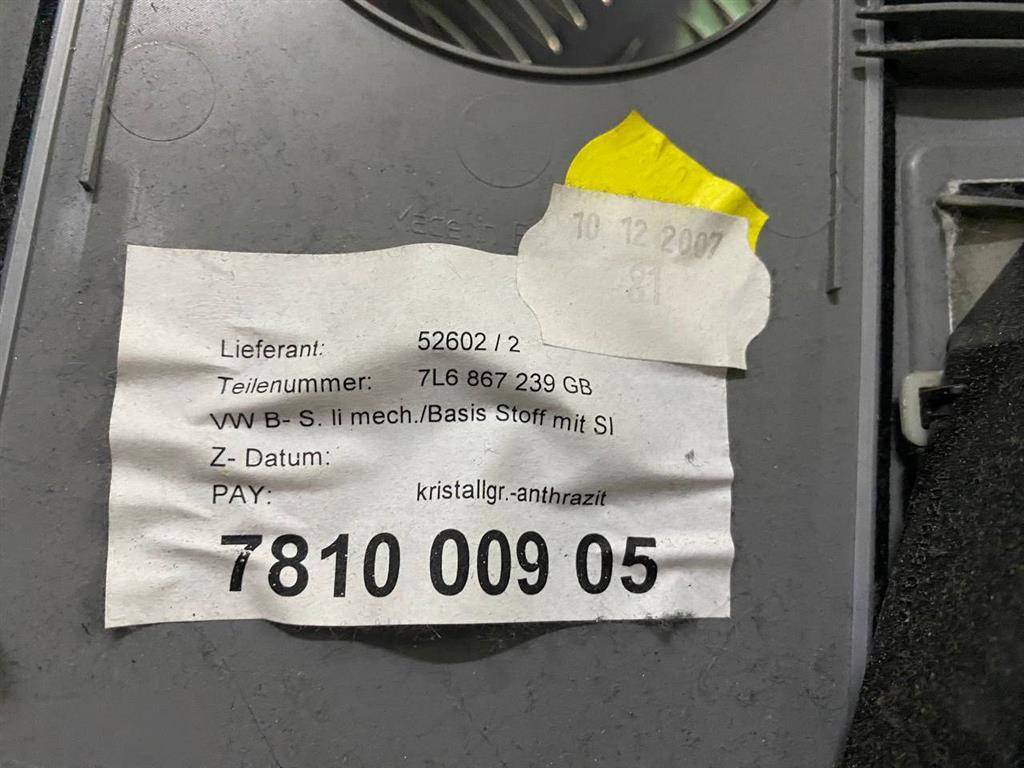 10 12 2007
81
Lieferant: 52602 / 2
Teilenummer: 7L6 867 239 GB
VW B- S. li mech./Basis Stoff mit SI
Z- Datum:
PAY: kristallgr.-anthrazit
7810 009 05